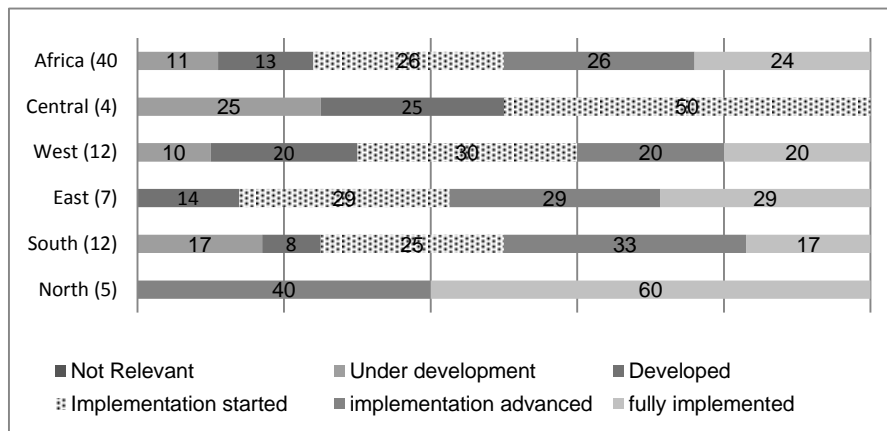 Africa (40 11 13 26 26 24
Central (4) 25 25 50
West (12) 10 20 30 20 20
East (7) 14 29 29 29
South (12) 17 8 25 33 17
North (5) 40 60
Not Relevant Under development Developed
Implementation started implementation advanced fully implemented